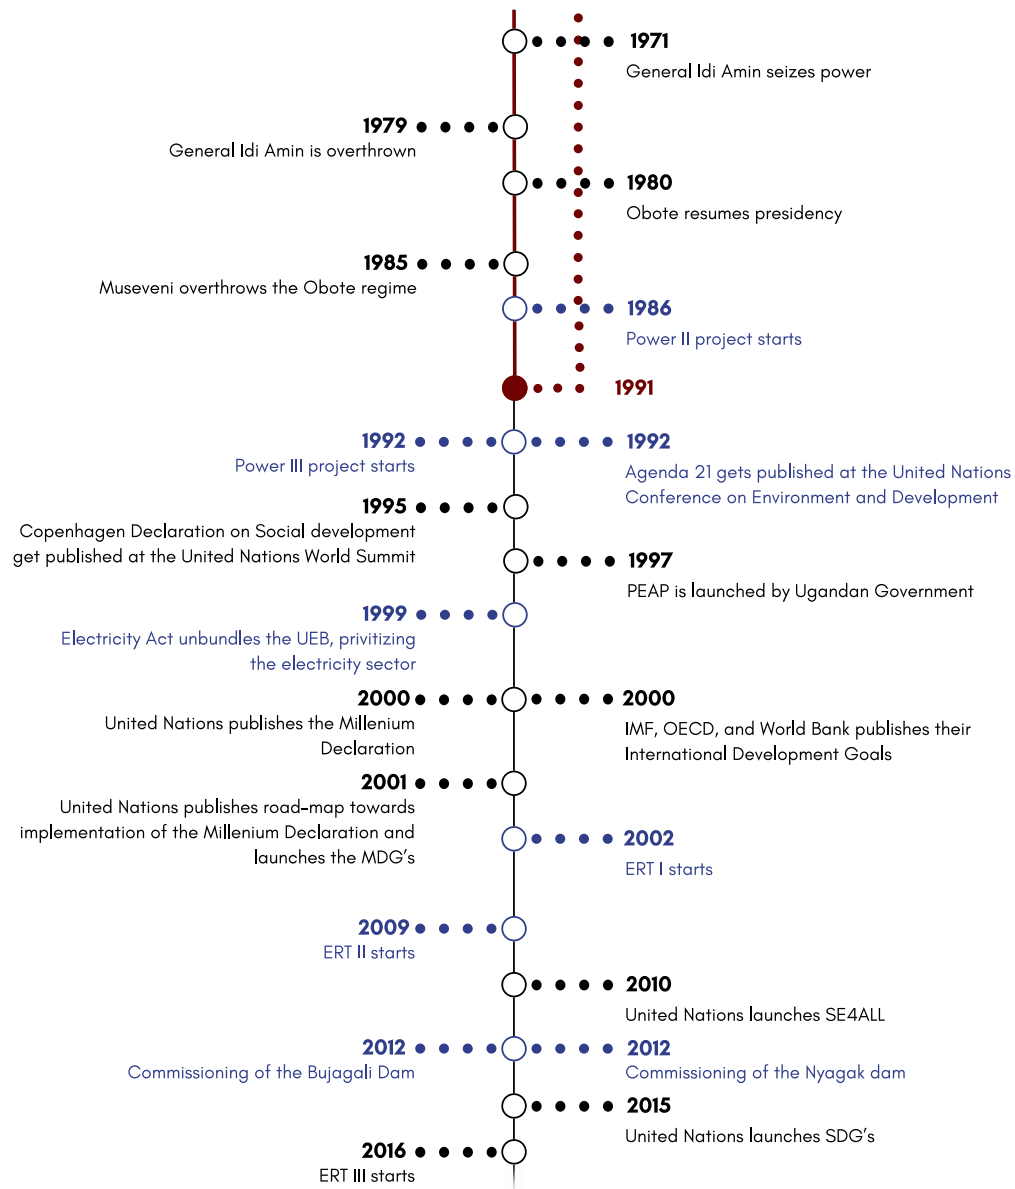 1971
General Idi Amin seizes power
1979
General Idi Amin is overthrown
1980
Obote resumes presidency
1985
Museveni overthrows the Obote regime
1986
Power II project starts
1991
1992
Power III project starts
1992
Agenda 21 gets published at the United Nations
Conference on Environment and Development
1995
Copenhagen Declaration on Social development
get published at the United Nations World Summit
1997
PEAP is launched by Ugandan Government
1999
Electricity Act unbundles the UEB, privitizing
the electricity sector
2000
United Nations publishes the Millenium
Declaration
2000
IMF, OECD, and World Bank publishes their
International Development Goals
2001
United Nations publishes road-map towards
implementation of the Millenium Declaration and
launches the MDG's
2002
ERT I starts
2009
ERT II starts
2010
United Nations launches SE4ALL
2012
Commissioning of the Bujagali Dam
2012
Commissioning of the Nyagak dam
2015
United Nations launches SDG's
2016
ERT III starts